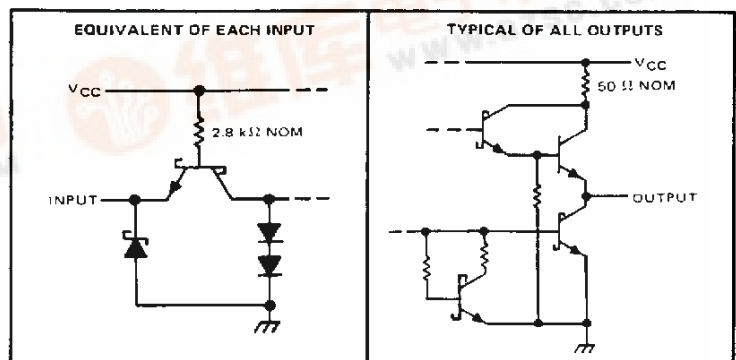 EQUIVALENT OF EACH INPUT
VCC
2.8 kΩ NOM
INPUT
TYPICAL OF ALL OUTPUTS
VCC
50 Ω NOM
OUTPUT